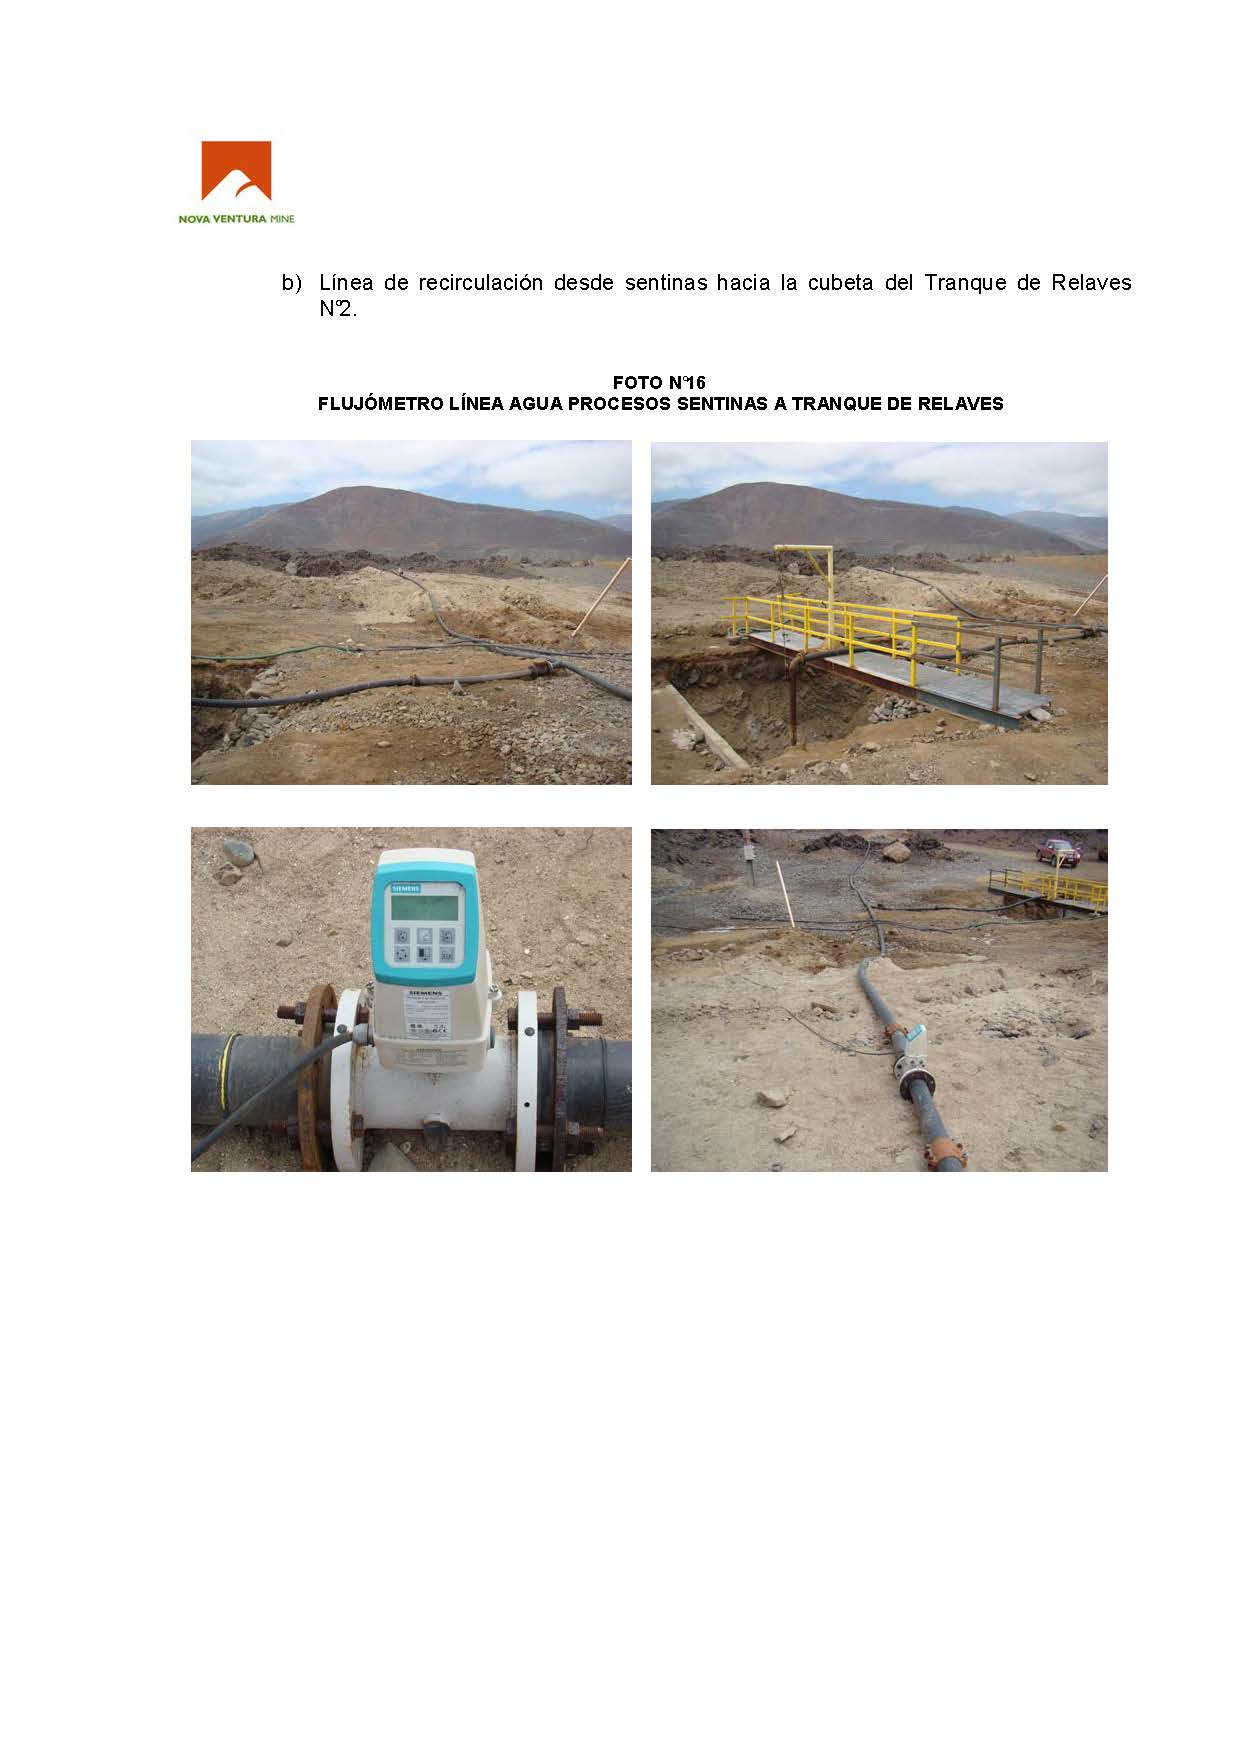 NOVA VENTURA MINE
b) Línea de recirculación desde sentinas hacia la cubeta del Tranque de Relaves
N°2.
FOTO N°16
FLUJÓMETRO LÍNEA AGUA PROCESOS SENTINAS A TRANQUE DE RELAVES
SIEMENS
SIEMENS